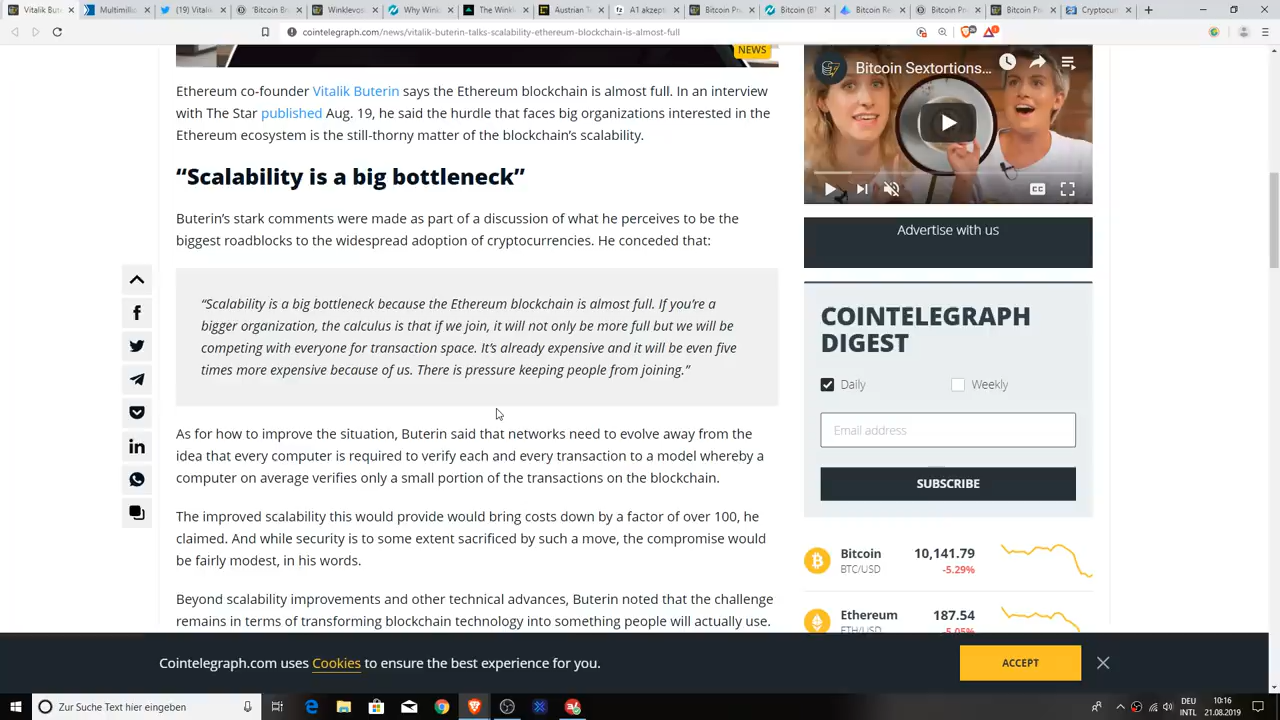 Vitalik Bute
Multimillio
(19) Vitalik
'Bitcoin Br
Winklevos
Why Wink
The Winkl
Austrian Te
A1 akzept
Bitcoin Pri
Bitcoin (B
Bitcoin Re
Bitcoin Pr
Bitcoin Pr
Cryptocurr
cointelegraph.com/news/vitalik-buterin-talks-scalability-ethereum-blockchain-is-almost-full
NEWS
Ethereum co-founder Vitalik Buterin says the Ethereum blockchain is almost full. In an interview
with The Star published Aug. 19, he said the hurdle that faces big organizations interested in the
Ethereum ecosystem is the still-thorny matter of the blockchain's scalability.
“Scalability is a big bottleneck”
Buterin’s stark comments were made as part of a discussion of what he perceives to be the
biggest roadblocks to the widespread adoption of cryptocurrencies. He conceded that:
“Scalability is a big bottleneck because the Ethereum blockchain is almost full. If you’re a
bigger organization, the calculus is that if we join, it will not only be more full but we will be
competing with everyone for transaction space. It’s already expensive and it will be even five
times more expensive because of us. There is pressure keeping people from joining.”
As for how to improve the situation, Buterin said that networks need to evolve away from the
idea that every computer is required to verify each and every transaction to a model whereby a
computer on average verifies only a small portion of the transactions on the blockchain.
The improved scalability this would provide would bring costs down by a factor of over 100, he
claimed. And while security is to some extent sacrificed by such a move, the compromise would
be fairly modest, in his words.
Beyond scalability improvements and other technical advances, Buterin noted that the challenge
remains in terms of transforming blockchain technology into something people will actually use.
Bitcoin Sextortions...
CC
Advertise with us
COINTELEGRAPH
DIGEST
Daily
Weekly
Email address
SUBSCRIBE
Bitcoin
10,141.79
BTC/USD
-5.29%
Ethereum
187.54
ETH/USD
-5.05%
Cointelegraph.com uses Cookies to ensure the best experience for you.
ACCEPT
Zur Suche Text hier eingeben
DEU
INTL
10:16
21.08.2019